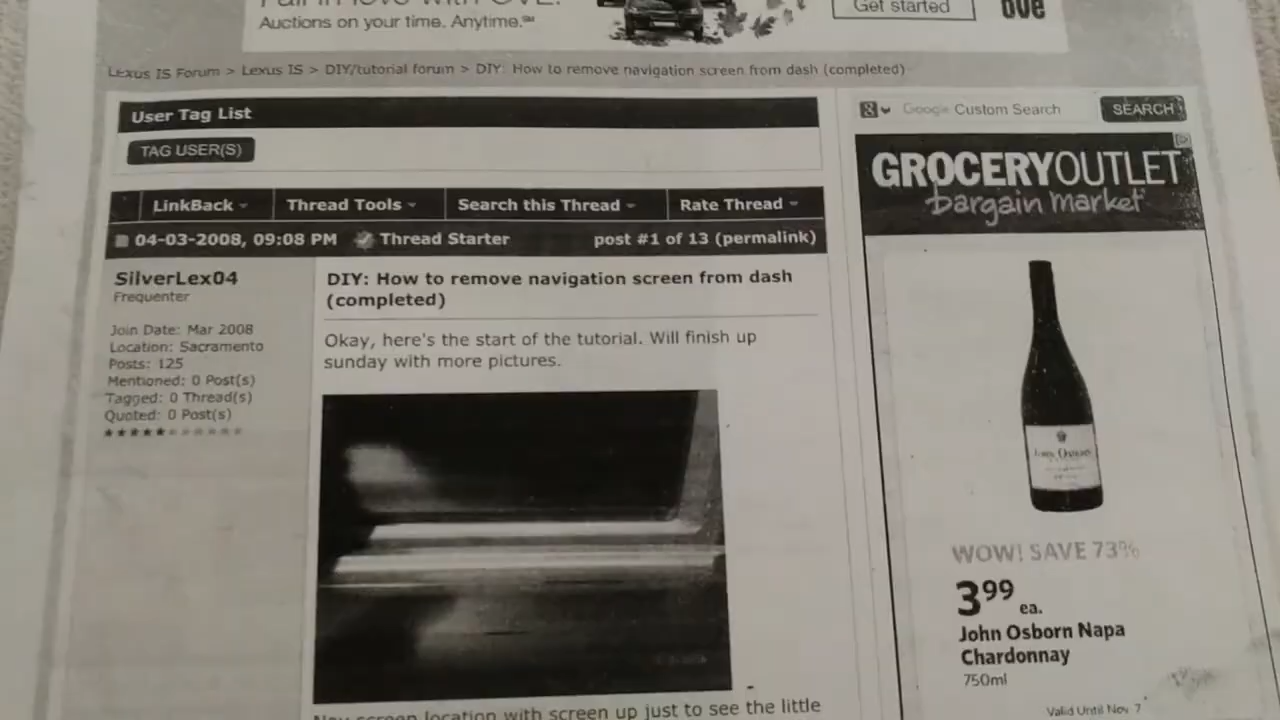 Auctions on your time. Anytime.℠
Get started
ove
Lexus IS Forum > Lexus IS > DIY/tutorial forum > DIY: How to remove navigation screen from dash (completed)
User Tag List
TAG USER(S)
LinkBack
Thread Tools
Search this Thread
Rate Thread
04-03-2008, 09:08 PM
Thread Starter
post #1 of 13 (permalink)
SilverLex04
Frequenter
Join Date: Mar 2008
Location: Sacramento
Posts: 125
Mentioned: 0 Post(s)
Tagged: 0 Thread(s)
Quoted: 0 Post(s)
DIY: How to remove navigation screen from dash
(completed)
Okay, here's the start of the tutorial. Will finish up
sunday with more pictures.
Nav screen location with screen up just to see the little
Google Custom Search
SEARCH
GROCERY OUTLET
bargain market
John Osborn
WOW! SAVE 73%
3.99 ea.
John Osborn Napa
Chardonnay
750ml
Valid Until Nov 7